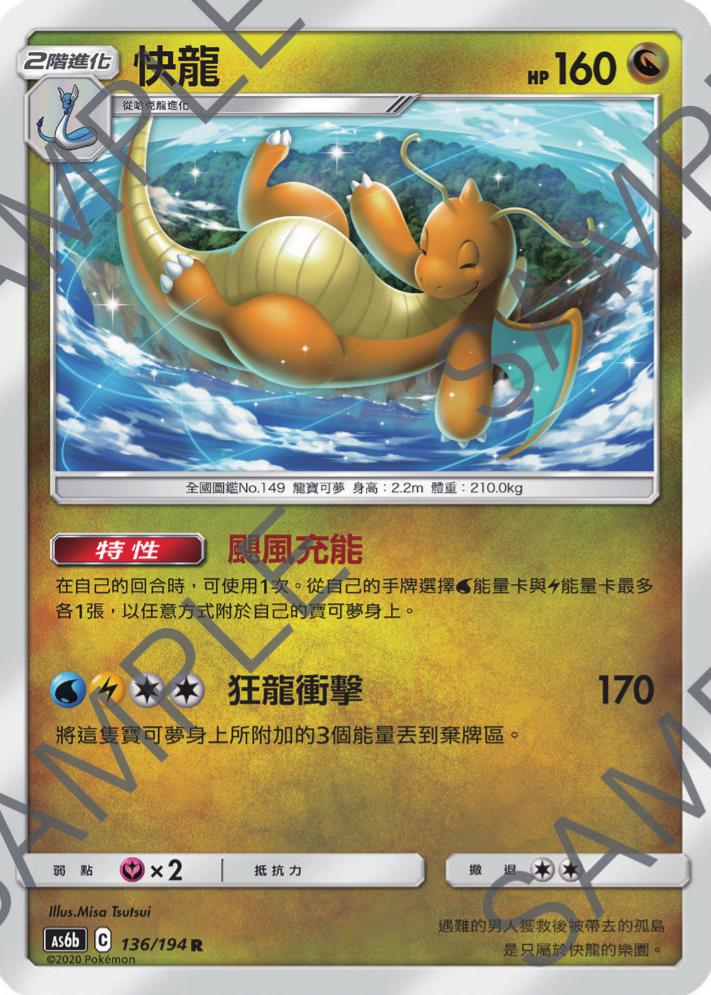 2階進化 快龍 HP 160
從哈克龍進化
全國圖鑑No.149 龍寶可夢 身高：2.2m 體重：210.0kg
特性 颶風充能
在自己的回合時，可使用1次。從自己的手牌選擇能量卡與能量卡最多
各1張，以任意方式附於自己的寶可夢身上。
狂龍衝擊 170
將這隻寶可夢身上所附加的3個能量丟到棄牌區。
弱點 ×2 抵抗力 撤退
Illus.Misa Tsutsui
遇難的男人獲救後被帶去的孤島
AS6b C 136/194 R
是只屬於快龍的樂園。
©2020 Pokémon
SAMPLE
SAMPLE
SAMPLE
SAMPLE
SAMPLE
SAMPLE